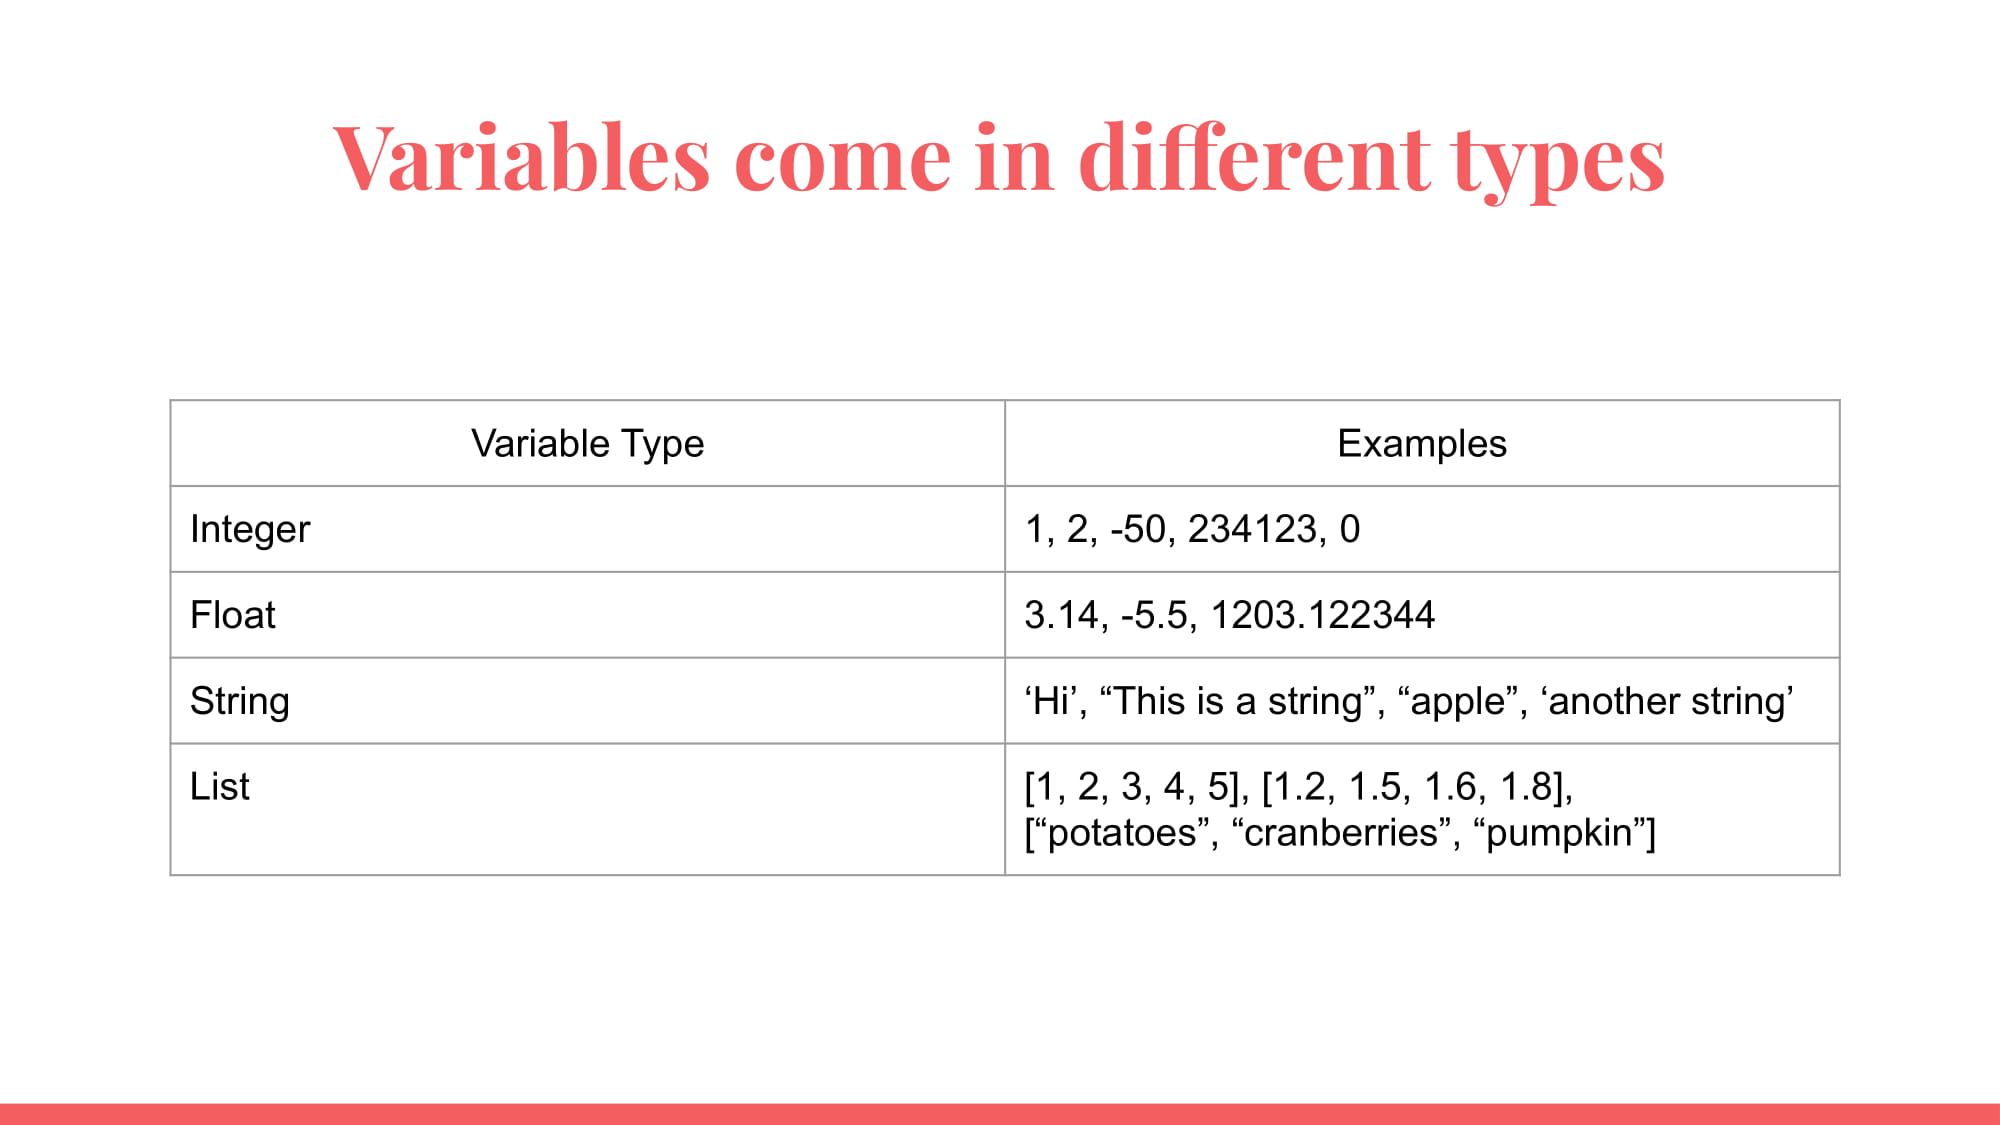 Variables come in different types
Variable Type
Examples
Integer
1, 2, -50, 234123, 0
Float
3.14, -5.5, 1203.122344
String
‘Hi’, “This is a string”, “apple”, ‘another string’
List
[1, 2, 3, 4, 5], [1.2, 1.5, 1.6, 1.8],
[“potatoes”, “cranberries”, “pumpkin”]